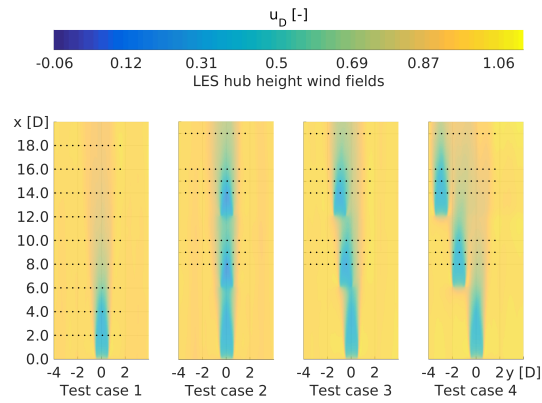 u_D [-]
-0.06 0.12 0.31 0.5 0.69 0.87 1.06
LES hub height wind fields
x [D]
18.0
16.0
14.0
12.0
10.0
8.0
6.0
4.0
2.0
0.0
-4 -2 0 2 -4 -2 0 2 -4 -2 0 2 -4 -2 0 2 y [D]
Test case 1 Test case 2 Test case 3 Test case 4